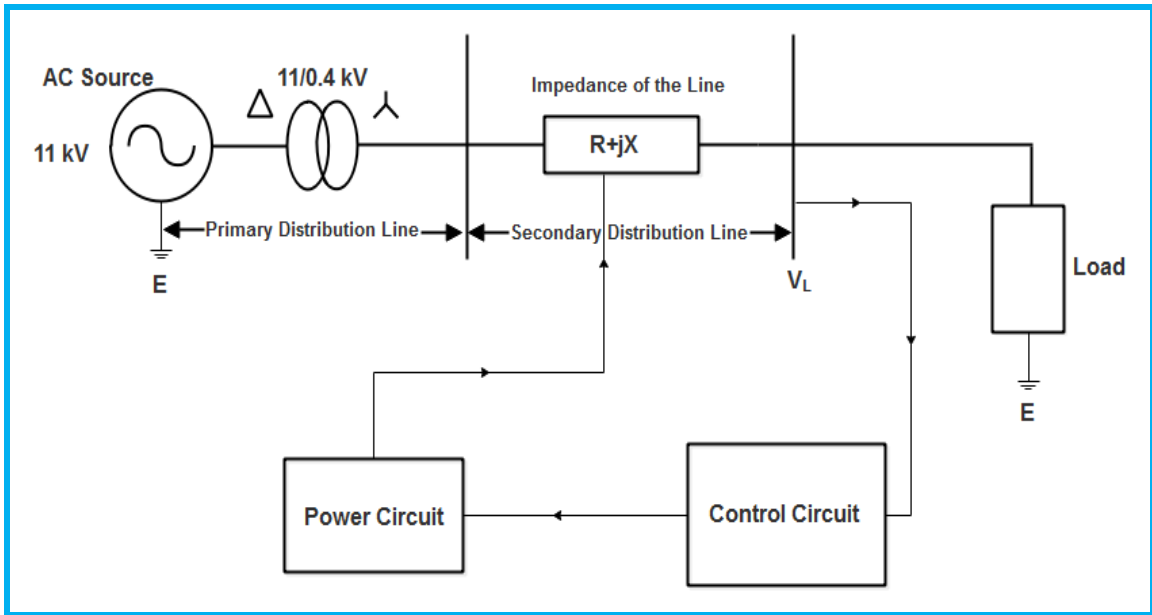 AC Source
11/0.4 kV
Impedance of the Line
11 kV
R+jX
Primary Distribution Line
Secondary Distribution Line
E
VL
Load
E
Power Circuit
Control Circuit